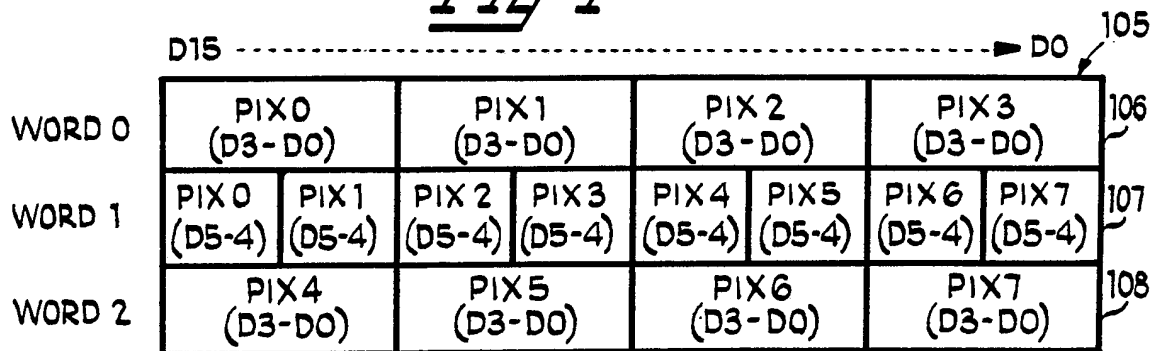 D15 D0 105
WORD 0 PIX0 PIX1 PIX2 PIX3 106
(D3-D0) (D3-D0) (D3-D0) (D3-D0)
WORD 1 PIX0 PIX1 PIX2 PIX3 PIX4 PIX5 PIX6 PIX7 107
(D5-4) (D5-4) (D5-4) (D5-4) (D5-4) (D5-4) (D5-4) (D5-4)
WORD 2 PIX4 PIX5 PIX6 PIX7 108
(D3-D0) (D3-D0) (D3-D0) (D3-D0)